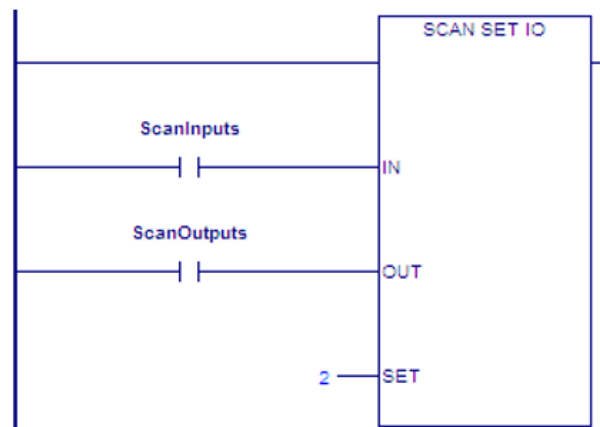 SCAN SET IO
ScanInputs
IN
ScanOutputs
OUT
2 SET